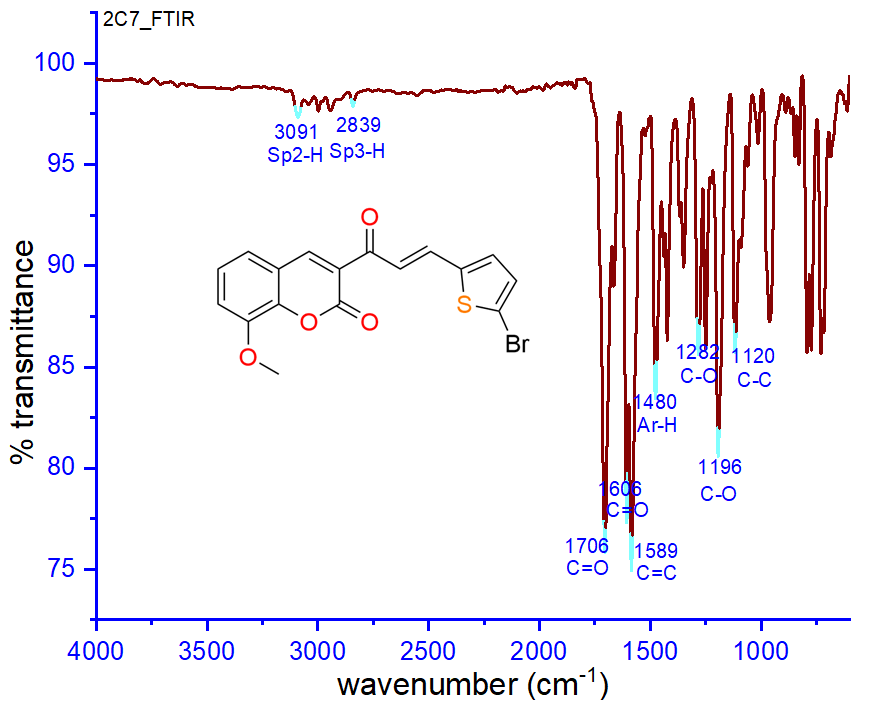 2C7_FTIR
100
95
90
85
80
75
% transmittance
3091
Sp2-H
2839
Sp3-H
O
O
O
O
S
Br
1706
C=O
1606
C=O
1589
C=C
1480
Ar-H
1282
C-O
1196
C-O
1120
C-C
4000 3500 3000 2500 2000 1500 1000
wavenumber (cm-1)